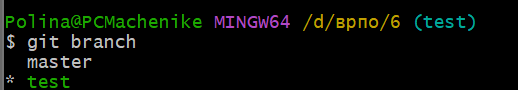 Polina@PCMachenike MINGW64 /d/врпо/6 (test)
$ git branch
  master
* test